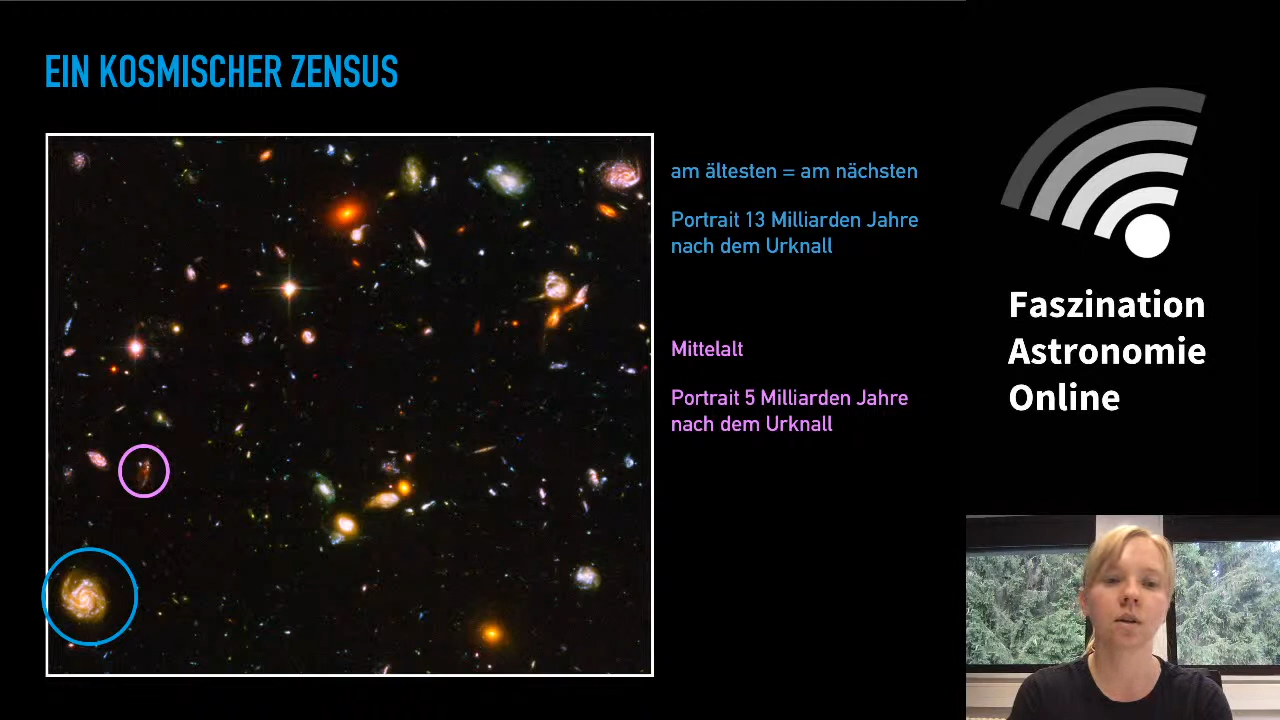 EIN KOSMISCHER ZENSUS
am ältesten = am nächsten
Portrait 13 Milliarden Jahre
nach dem Urknall
Mittelalt
Portrait 5 Milliarden Jahre
nach dem Urknall
Faszination
Astronomie
Online